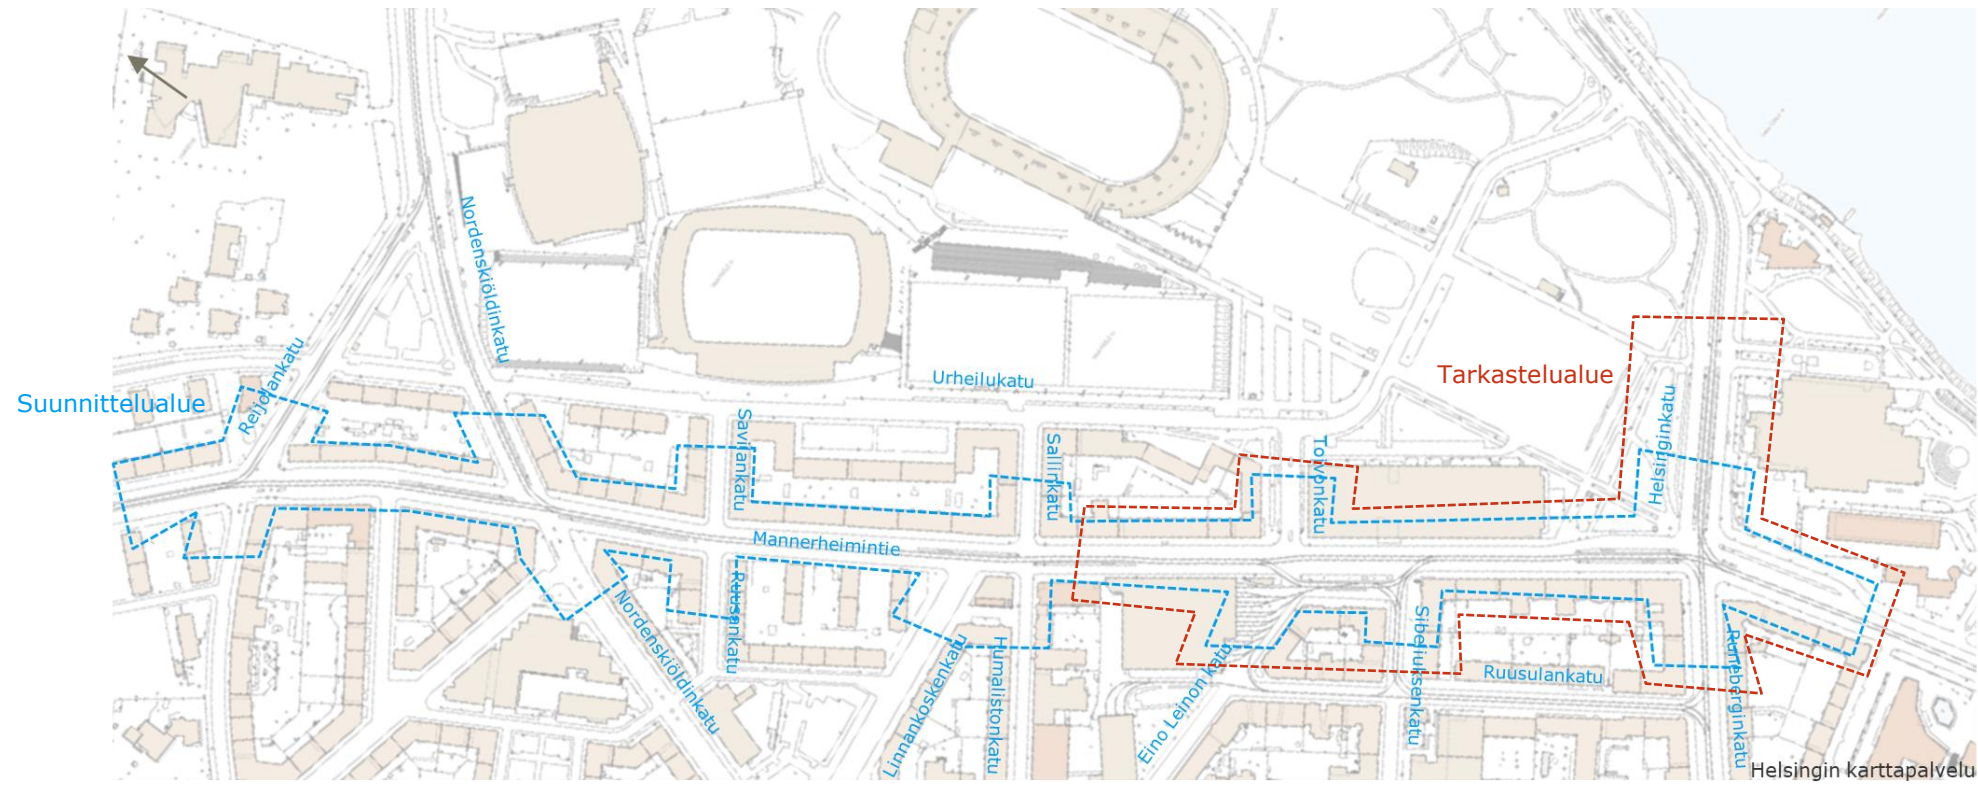 Nordenskiöldinkatu
Reijolankatu
Urheilukatu
Tarkastelualue
Suunnittelualue
Helsinginkatu
Savilankatu
Sallinkatu
Toivonkatu
Mannerheimintie
Ruusankatu
Nordenskiöldinkatu
Linnankoskenkatu
Humalistonkatu
Eino Leinon katu
Sibeliuksenkatu
Ruusulankatu
Runeberginkatu
Helsingin karttapalvelu